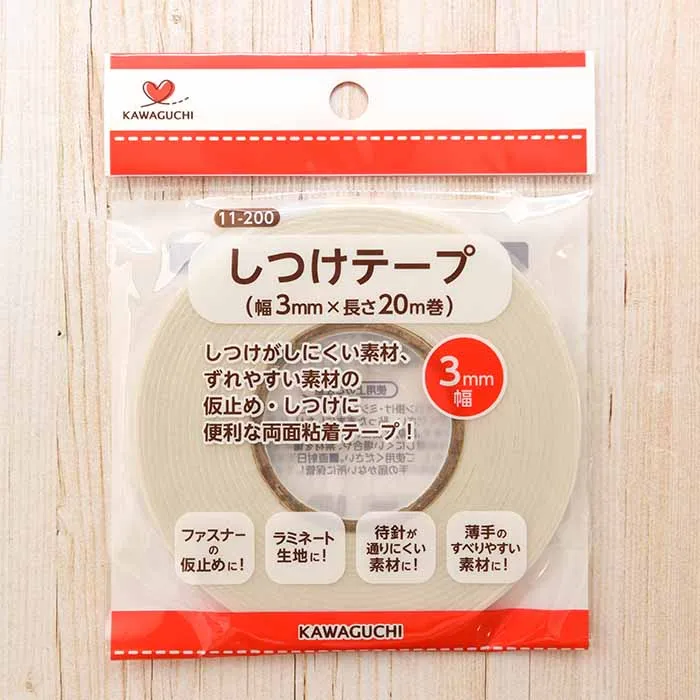 KAWAGUCHI
11-200
しつけテープ
(幅3mm×長さ20m巻)
しつけがしにくい素材、
ずれやすい素材の
仮止め・しつけに
便利な両面粘着テープ!
3mm
幅
ファスナー
の
仮止めに!
ラミネート
生地に!
待針が
通りにくい
素材に!
薄手の
すべりやすい
素材に!
KAWAGUCHI